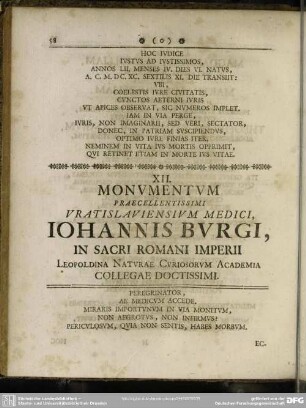 58 (o)
HOC IVDICE
IVSTVS AD IVSTISSIMOS,
ANNOS LII, MENSES IV. DIES VI. NATVS,
A. C. M. DC. XC. SEXTILIS XI. DIE TRANSIT:
VIR,
COELESTIS IVRE CIVITATIS,
CVNCTOS AETERNI IVRIS
VT APICES OBSERVAT, SIC NVMEROS IMPLET.
IAM IN VIA PERGE,
IVRIS, NON IMAGINARII, SED VERI, SECTATOR,
DONEC, IN PATRIAM SVSCIPIENDVS,
OPTIMO IVRI FINIAS ITER.
NEMINEM IN VITA IVS MORTIS OPPRIMIT,
QVI RETINET ETIAM IN MORTE IVS VITAE.
XII.
MONVMENTVM
PRAECELLENTISSIMI
VRATISLAVIENSIVM MEDICI,
IOHANNIS BVRGI,
IN SACRI ROMANI IMPERII
LEOPOLDINA NATVRAE CVRIOSORVM ACADEMIA
COLLEGAE DOCTISSIMI.
PEREGRINATOR,
AD MEDICVM ACCEDE.
MIRARIS IMPORTVNVM IN VIA MONITVM,
NON AEGROTVS, NON INFIRMVS?
PERICVLOSVM, QVIA NON SENTIS, HABES MORBVM.
EC-